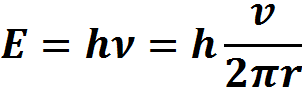 E = hν = h v/2πr